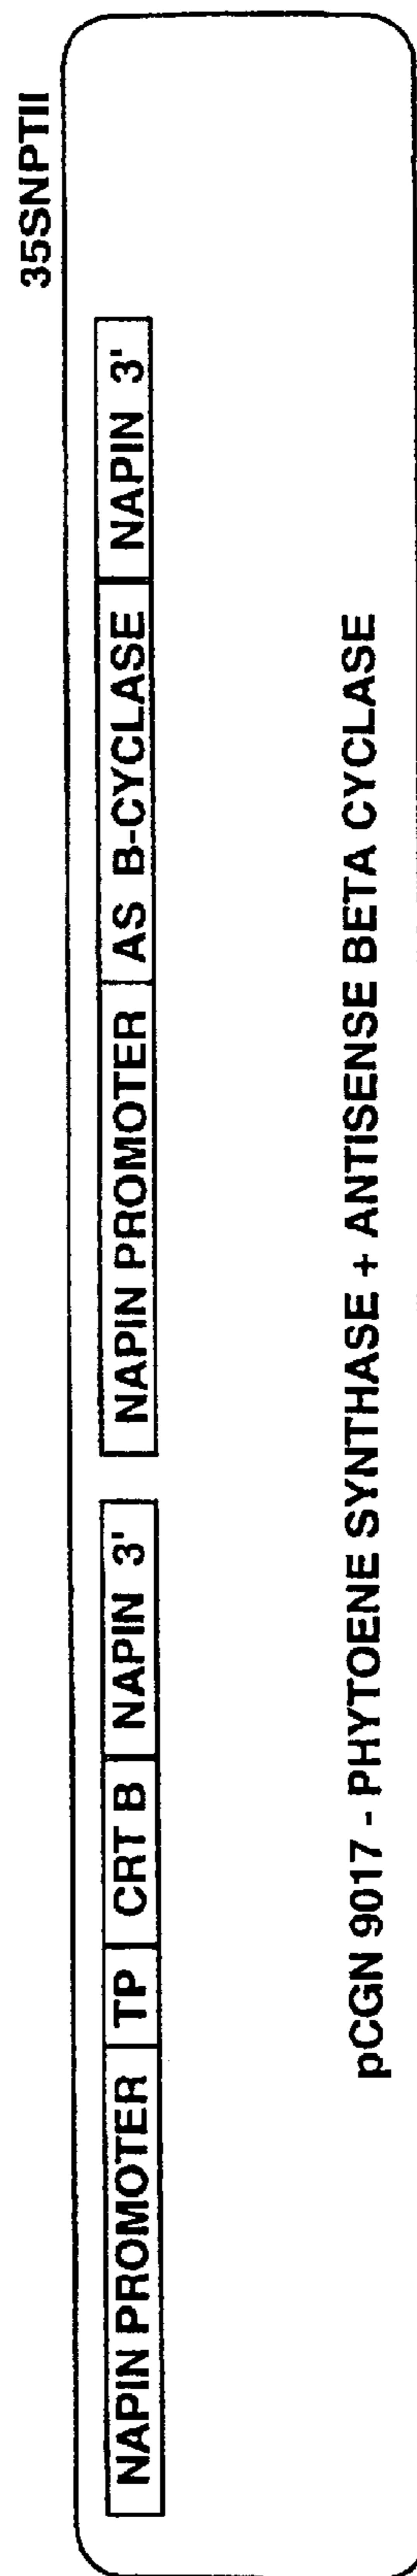 35SNPTII
NAPIN PROMOTER TP CRT B NAPIN 3' NAPIN PROMOTER AS B-CYCLASE NAPIN 3'
pCGN 9017 - PHYTOENE SYNTHASE + ANTISENSE BETA CYCLASE